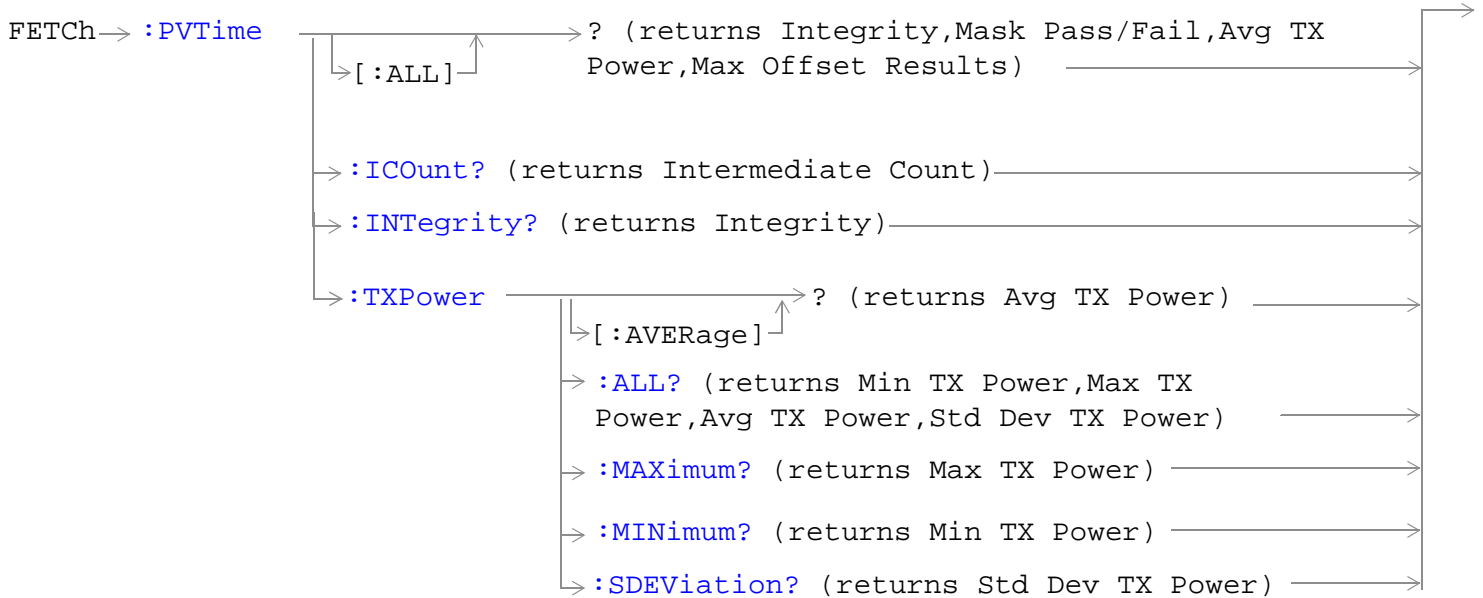 FETCh :PVTime ? (returns Integrity,Mask Pass/Fail,Avg TX
[:ALL] Power,Max Offset Results)
:ICOunt? (returns Intermediate Count)
:INTegrity? (returns Integrity)
:TXPower ? (returns Avg TX Power)
[:AVERage]
:ALL? (returns Min TX Power,Max TX
Power,Avg TX Power,Std Dev TX Power)
:MAXimum? (returns Max TX Power)
:MINimum? (returns Min TX Power)
:SDEViation? (returns Std Dev TX Power)